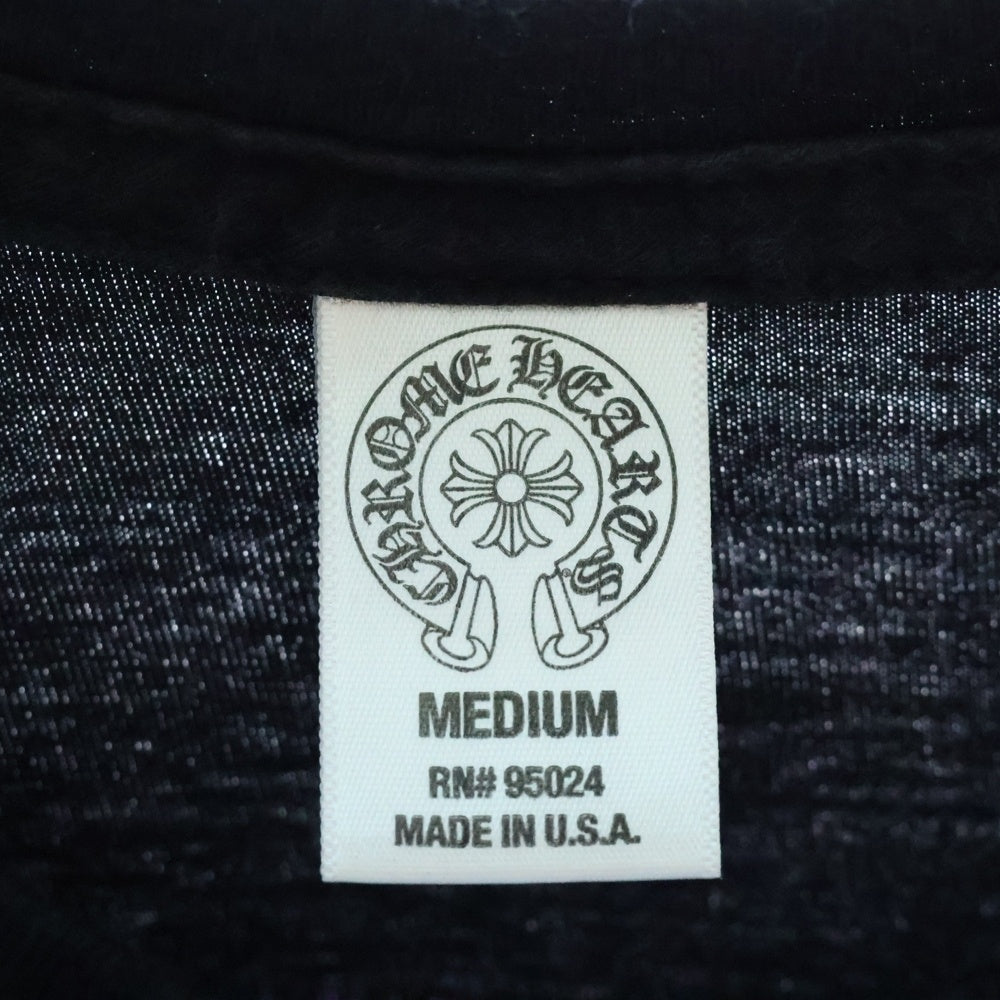 CHROME HEARTS
®
MEDIUM
RN# 95024
MADE IN U.S.A.